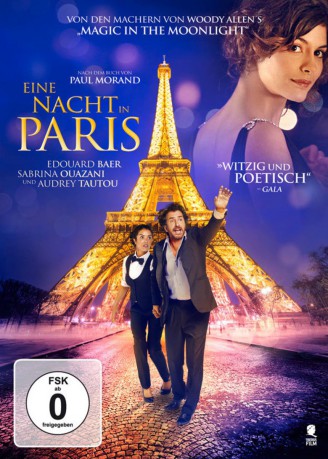 VON DEN MACHERN VON WOODY ALLEN'S
"MAGIC IN THE MOONLIGHT"
NACH DEM BUCH VON
PAUL MORAND
EINE
NACHT IN
PARIS
EDOUARD BAER
SABRINA OUAZANI
UND AUDREY TAUTOU
»WITZIG UND
POETISCH«
– GALA
FSK
ab
0
freigegeben